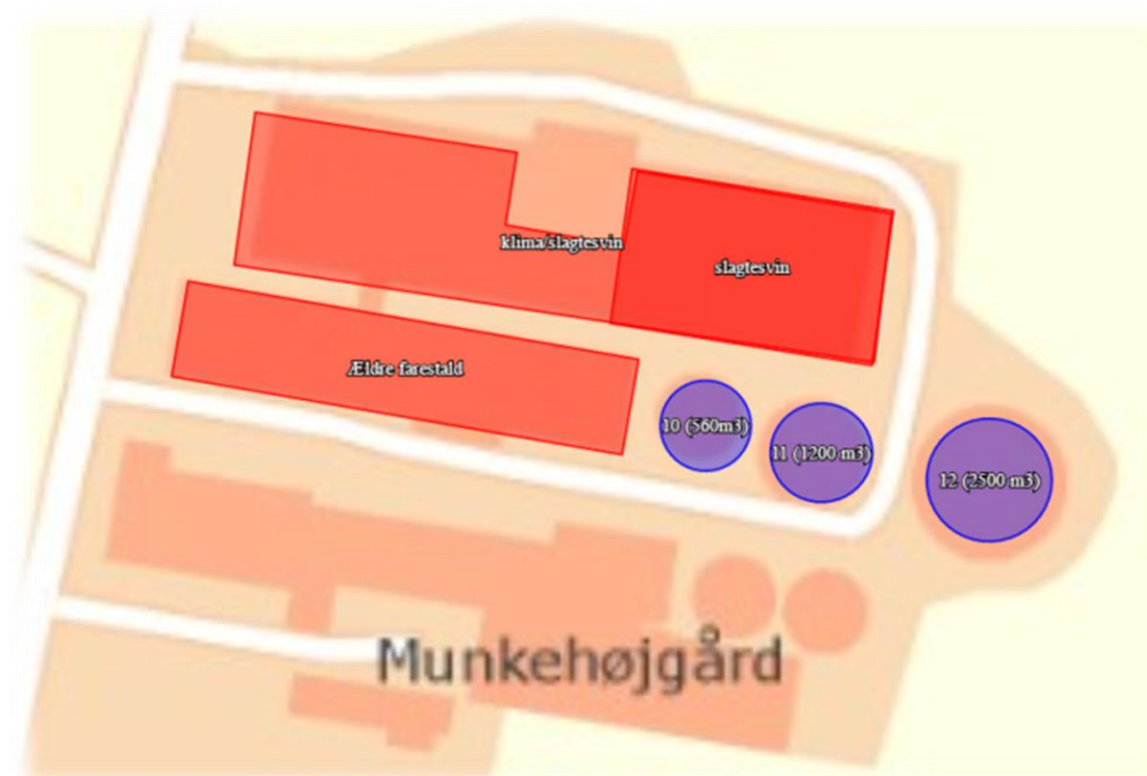 klima/slagtesvin
slagtesvin
Ældre farestald
10 (560m3)
11 (1200 m3)
12 (2500 m3)
Munkehøjgård